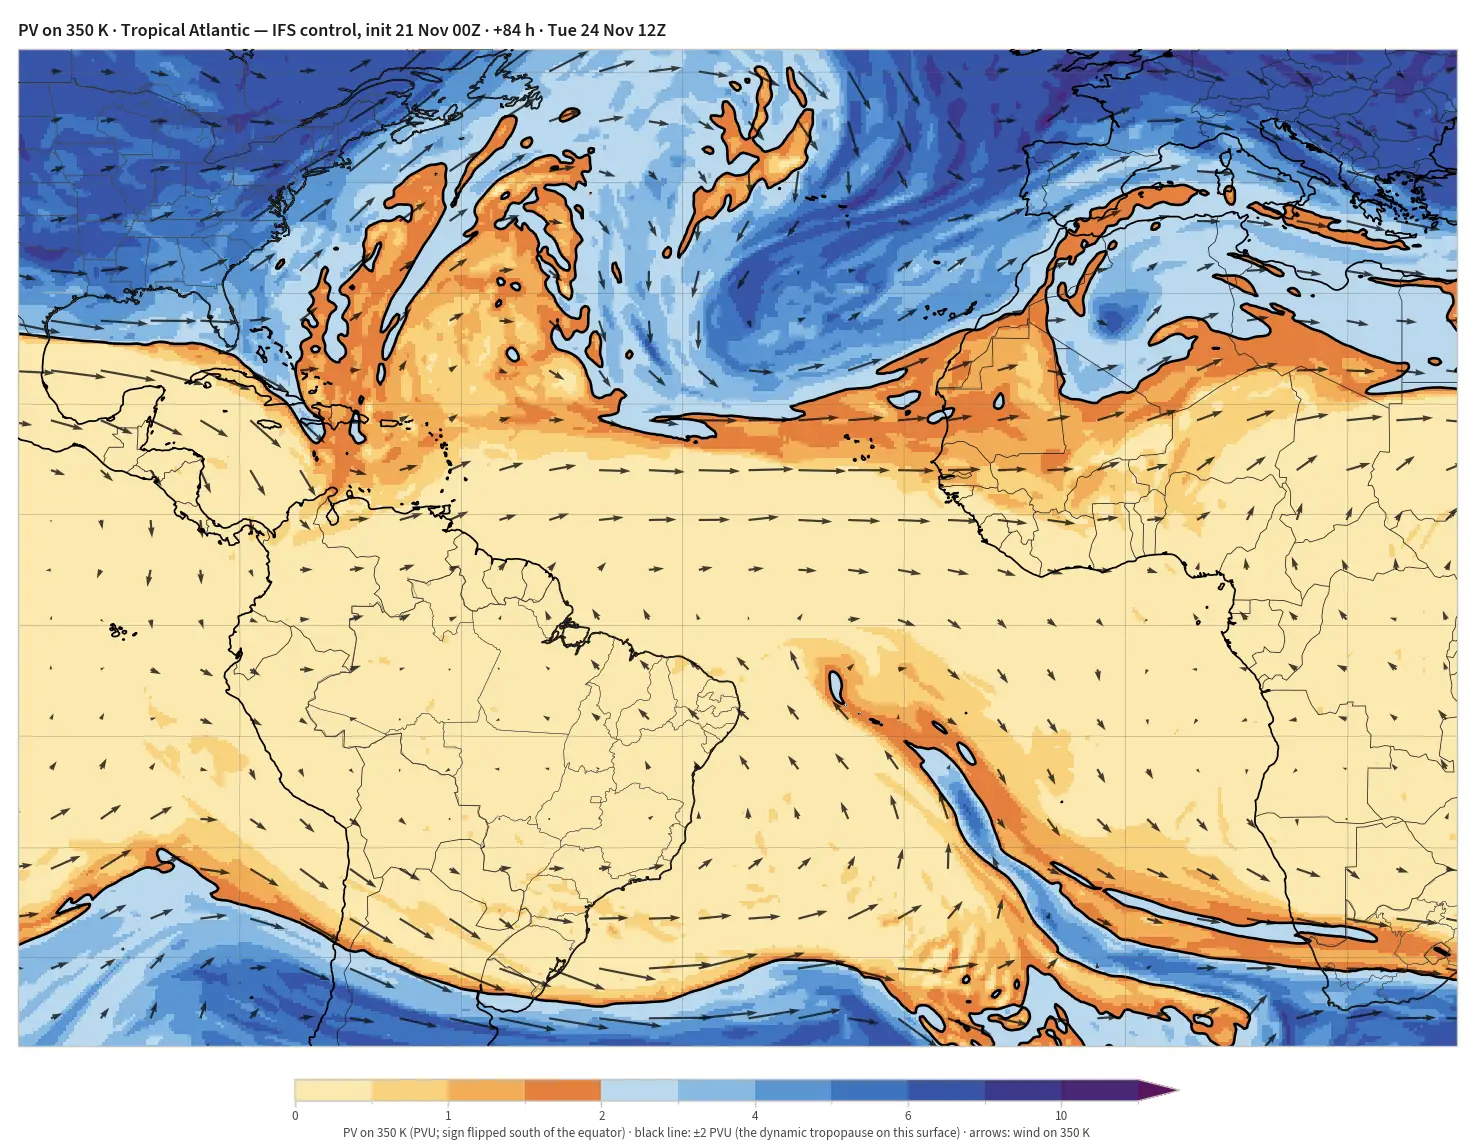 PV on 350 K · Tropical Atlantic — IFS control, init 21 Nov 00Z · +84 h · Tue 24 Nov 12Z
0 1 2 4 6 10
PV on 350 K (PVU; sign flipped south of the equator) · black line: ±2 PVU (the dynamic tropopause on this surface) · arrows: wind on 350 K